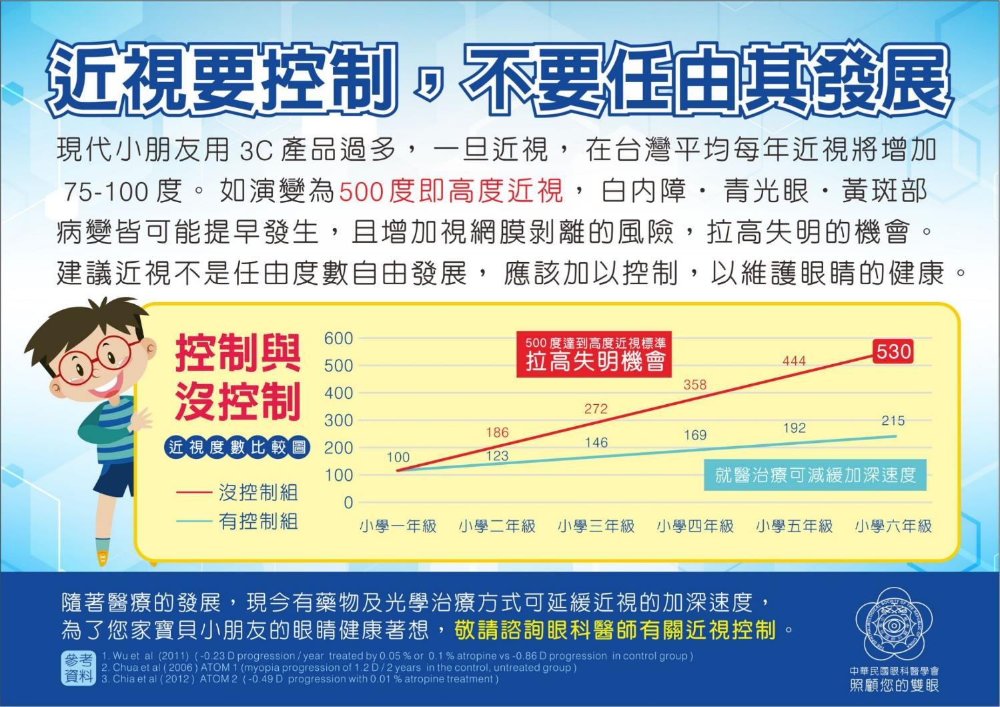 近視要控制，不要任由其發展
現代小朋友用 3C 產品過多，一旦近視，在台灣平均每年近視將增加
75-100 度。如演變為500度即高度近視，白內障・青光眼・黃斑部
病變皆可能提早發生，且增加視網膜剝離的風險，拉高失明的機會。
建議近視不是任由度數自由發展，應該加以控制，以維護眼睛的健康。
控制與
沒控制
近視度數比較圖
沒控制組
有控制組
600
500
400
300
200
100
0
500度達到高度近視標準
拉高失明機會
100
186
272
358
444
530
123
146
169
192
215
就醫治療可減緩加深速度
小學一年級 小學二年級 小學三年級 小學四年級 小學五年級 小學六年級
隨著醫療的發展，現今有藥物及光學治療方式可延緩近視的加深速度，
為了您家寶貝小朋友的眼睛健康著想，敬請諮詢眼科醫師有關近視控制。
參考
資料
1. Wu et al (2011) ( -0.23 D progression / year treated by 0.05 % or 0.1 % atropine vs -0.86 D progression in control group )
2. Chua et al ( 2006 ) ATOM 1 (myopia progression of 1.2 D / 2 years in the control, untreated group )
3. Chia et al ( 2012 ) ATOM 2 ( -0.49 D progression with 0.01 % atropine treatment )
THE OPHTHALMOLOGICAL SOCIETY OF THE REPUBLIC OF CHINA
中華民國眼科醫學會
照顧您的雙眼